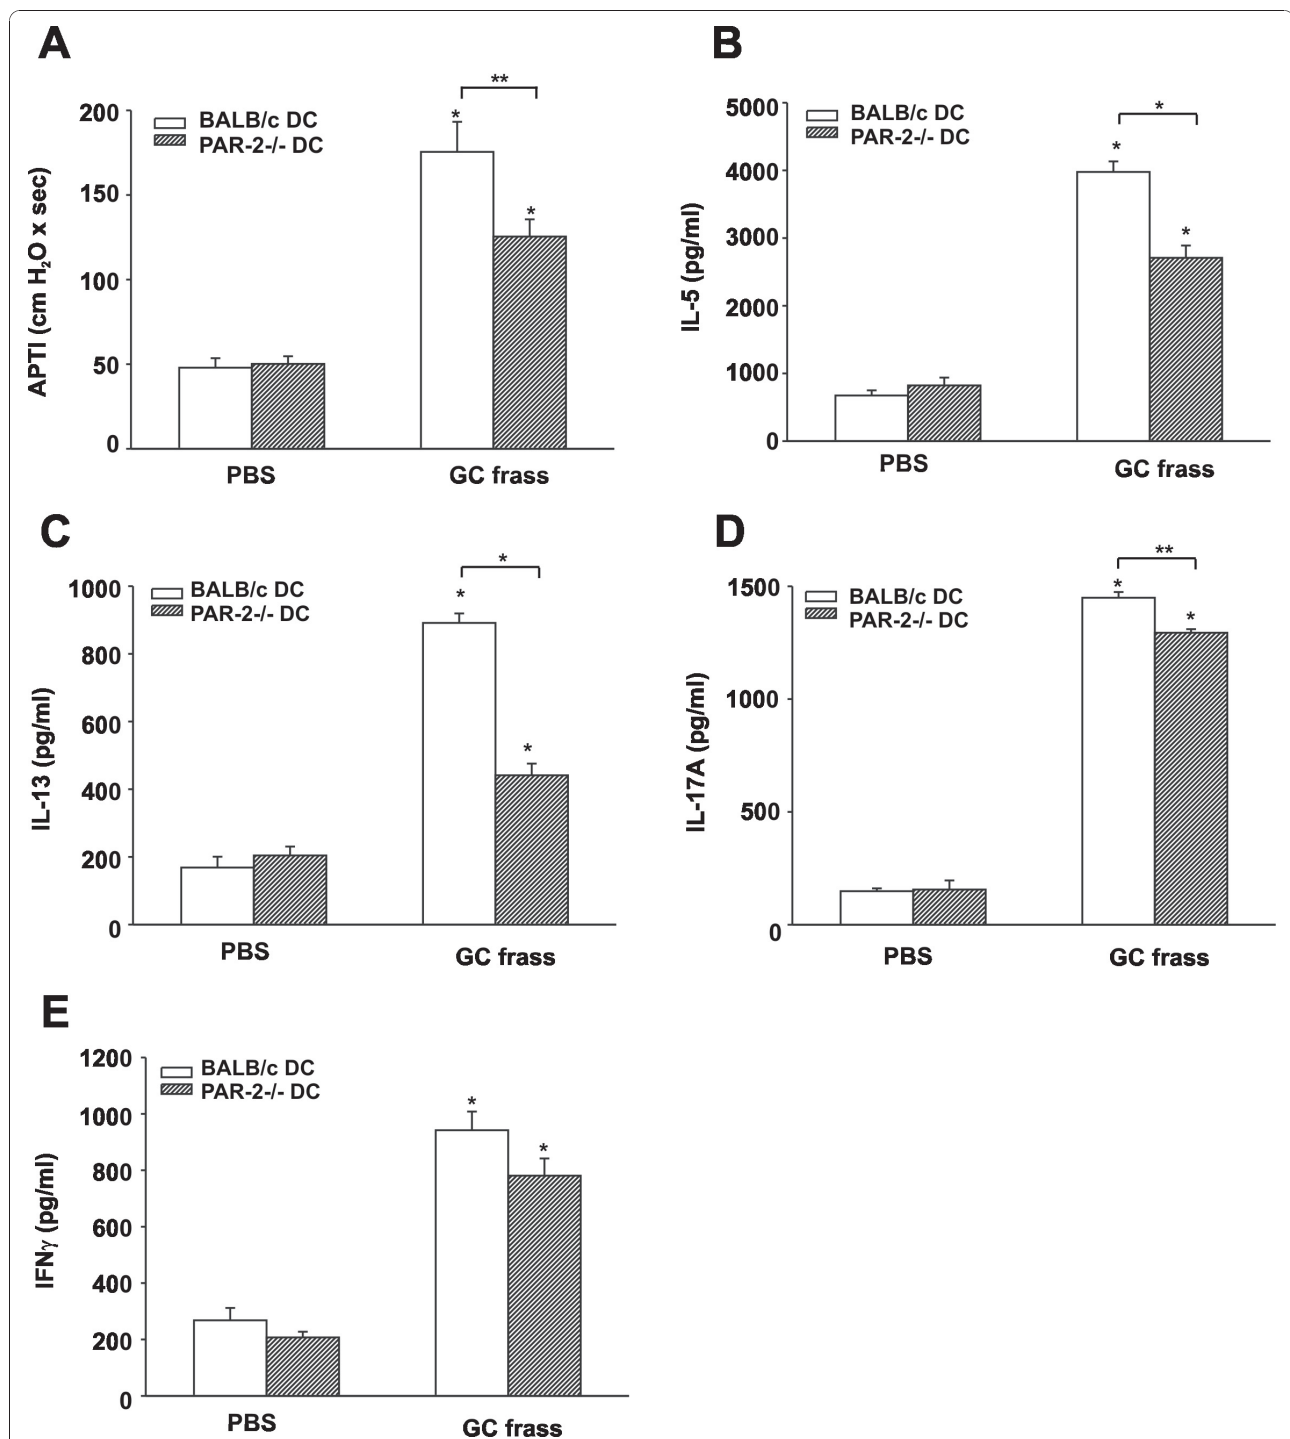 A
**
200
BALB/c DC
PAR-2-/- DC
*
*
150
100
50
0
APTI (cm H₂O x sec)
PBS
GC frass
B
*
5000
BALB/c DC
PAR-2-/- DC
*
*
4000
3000
2000
1000
0
IL-5 (pg/ml)
PBS
GC frass
C
*
1000
BALB/c DC
PAR-2-/- DC
*
*
800
600
400
200
0
IL-13 (pg/ml)
PBS
GC frass
D
**
1500
BALB/c DC
PAR-2-/- DC
*
*
1000
500
0
IL-17A (pg/ml)
PBS
GC frass
E
1200
BALB/c DC
PAR-2-/- DC
*
*
1000
800
600
400
200
0
IFNγ (pg/ml)
PBS
GC frass